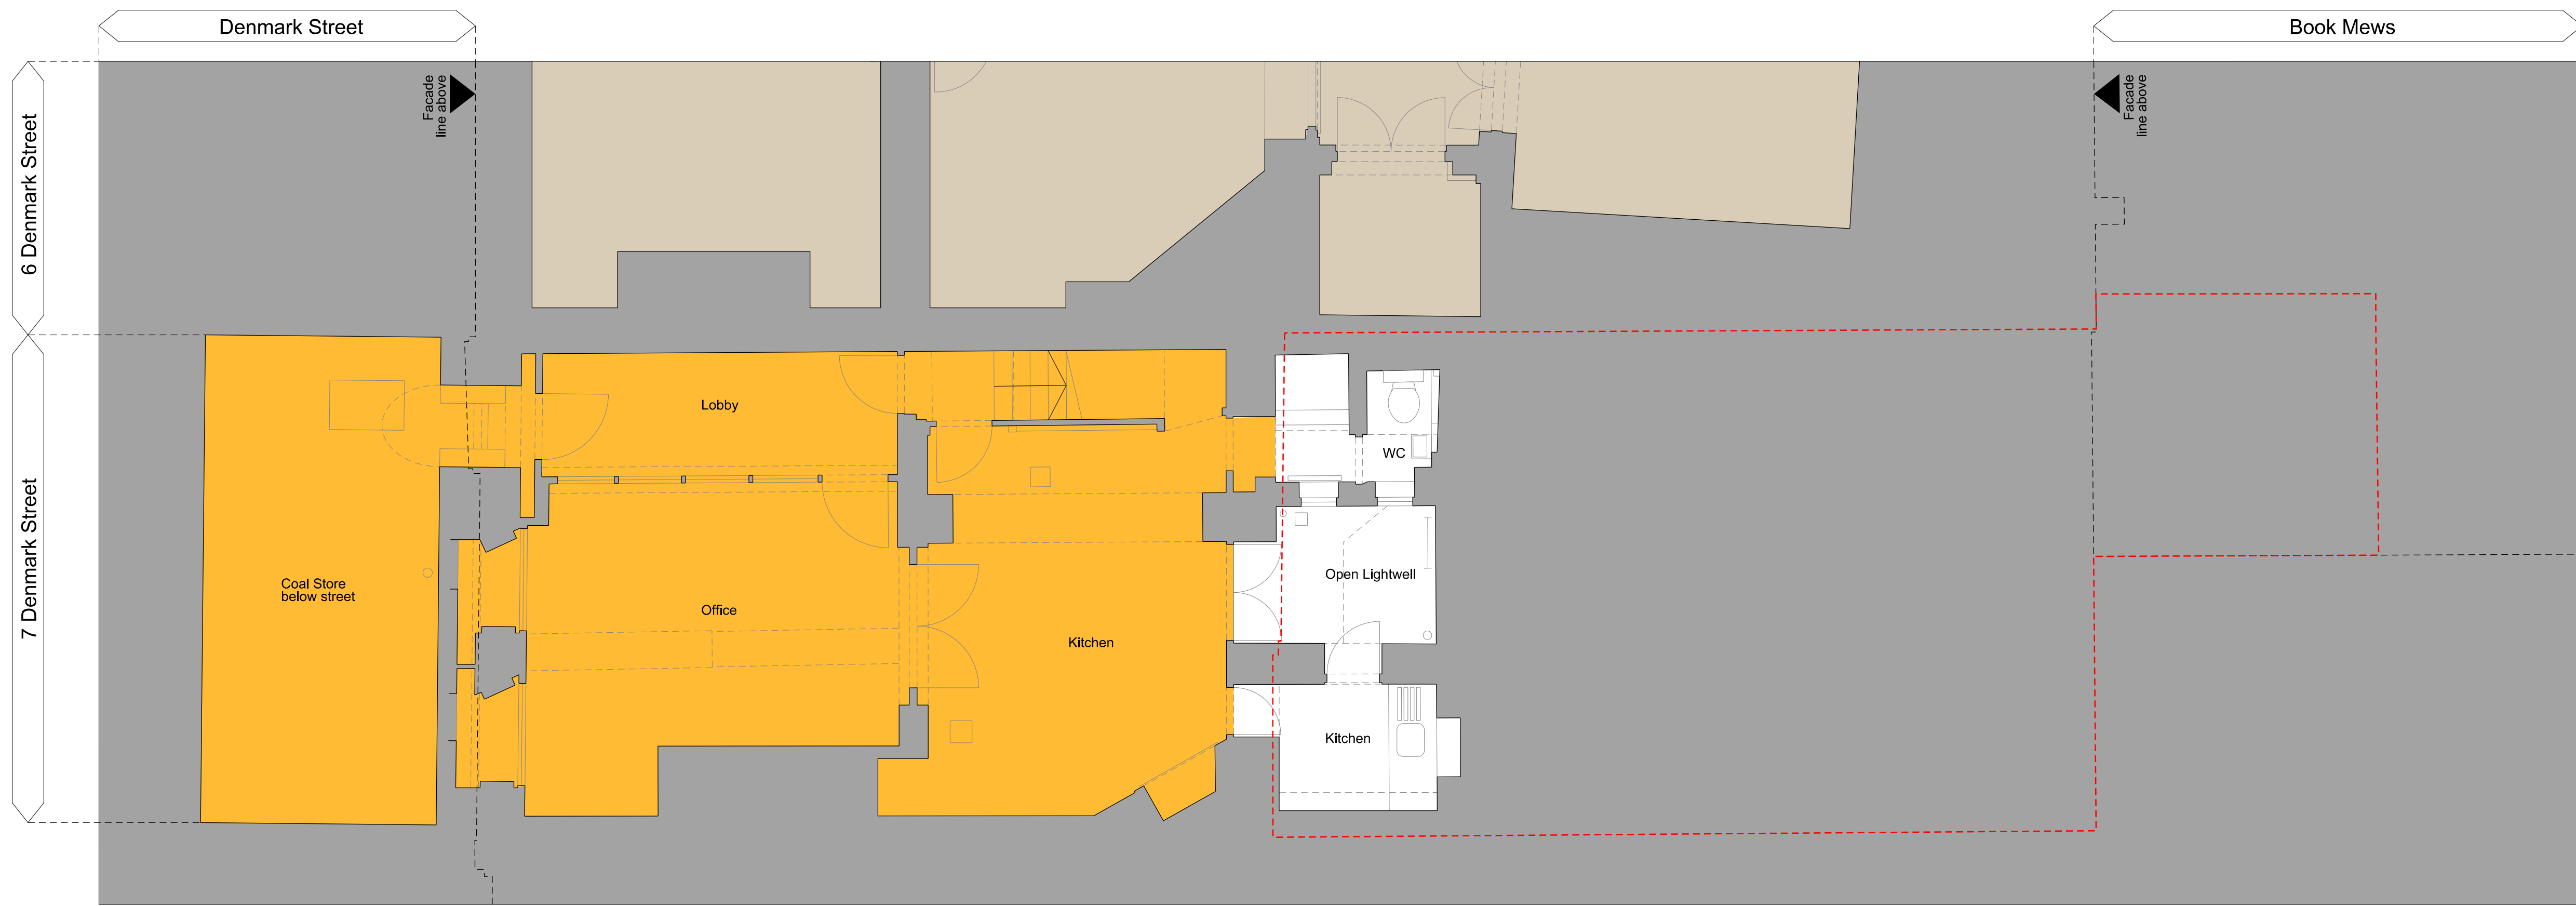 Denmark Street
Book Mews
Facade
line above
Facade
line above
6 Denmark Street
7 Denmark Street
Lobby
WC
Coal Store
below street
Office
Open Lightwell
Kitchen
Kitchen